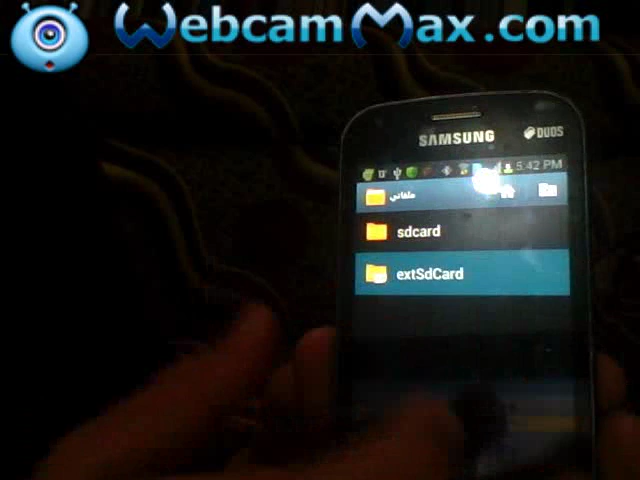 WebcamMax.com
SAMSUNG
DUOS
5:42 PM
ملفاتي
sdcard
extSdCard